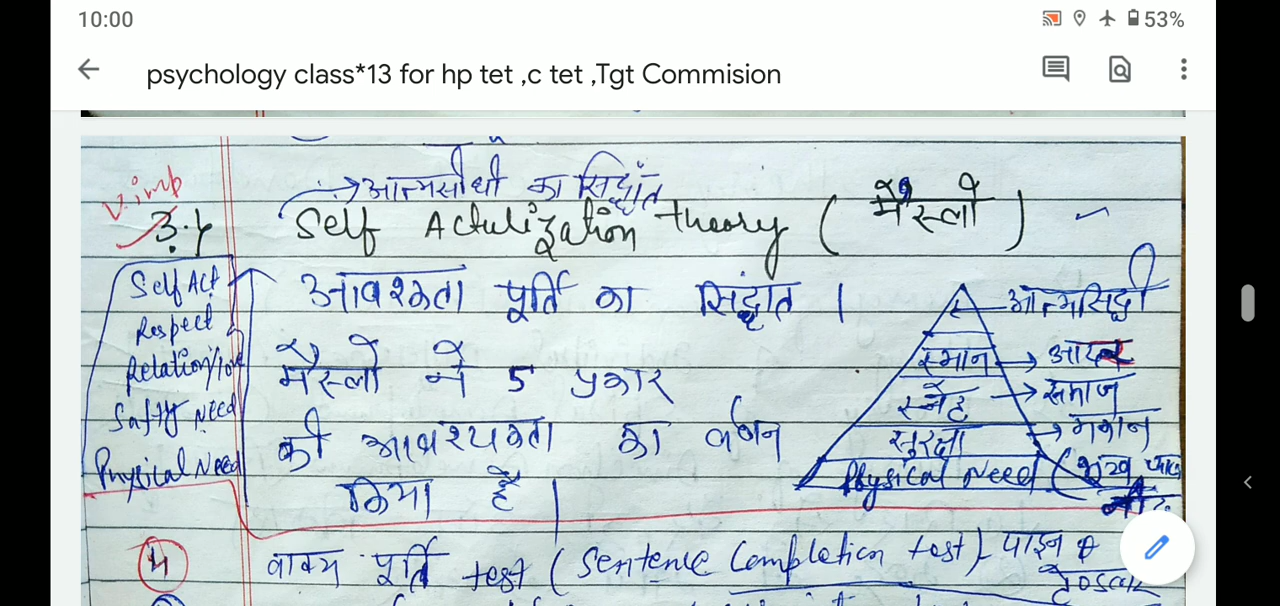 10:00
53%
psychology class*13 for hp tet ,c tet ,Tgt Commision
V.imp
→ आत्मसीधी का सिद्धांत
3.4 Self Actulization theory (मैस्लो)
आवश्कता पूर्ति का सिद्धांत |
मैस्लो ने 5 प्रकार
की आवश्यकता का वर्णन
किया है |
Self Act
Respect
Relation/love
Safty Need
Physical Need
आत्मसिद्धी
स्मान → आदर
स्नेह → समाज
सुरक्षा → मकान
Physical Need (भूख प्यास
4 वाक्य पूर्ति test (Sentence Completion test) - पाइन व